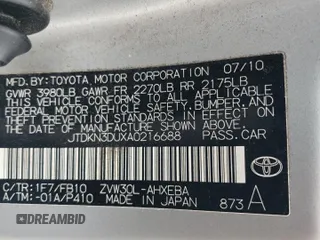 MFD.BY:TOYOTA MOTOR CORPORATION 07/10
GVWR 3980LB GAWR FR 2270LB RR 2175LB
THIS VEHICLE CONFORMS TO ALL APPLICABLE FEDERAL MOTOR VEHICLE SAFETY, BUMPER, AND THEFT PREVENTION STANDARDS IN EFFECT ON THE DATE OF MANUFACTURE SHOWN ABOVE.
JTDKN3DUXA0216688 PASS.CAR
TOYOTA
C/TR:1F7/FB10 ZVW30L-AHXEBA
A/TM:-01A/P410 MADE IN JAPAN 873 A